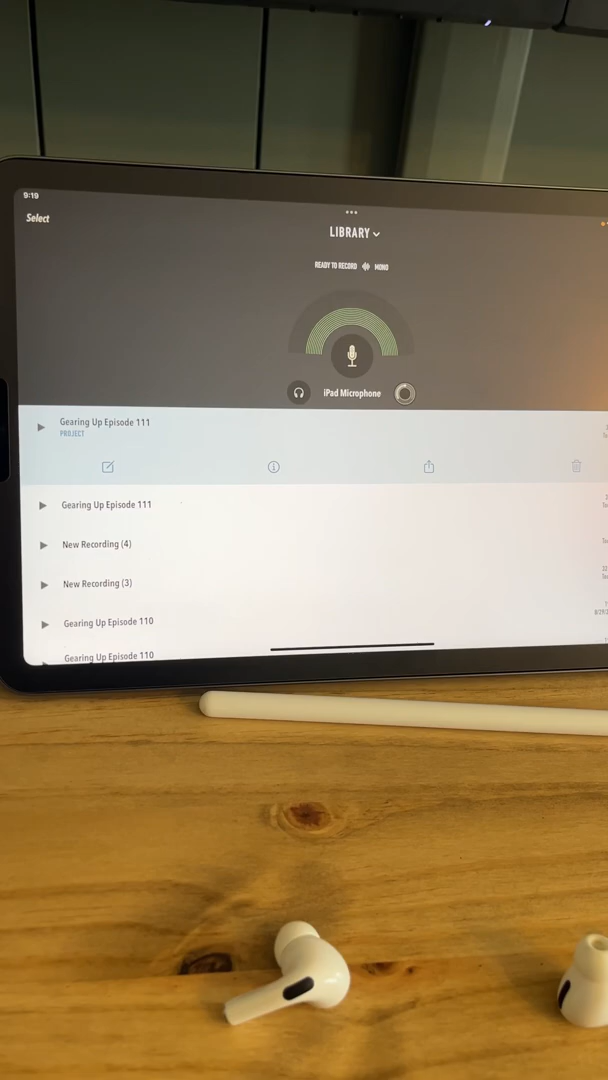 9:19
Select
LIBRARY
READY TO RECORD MONO
iPad Microphone
Gearing Up Episode 111
PROJECT
Gearing Up Episode 111
New Recording (4)
New Recording (3)
Gearing Up Episode 110
Gearing Up Episode 110